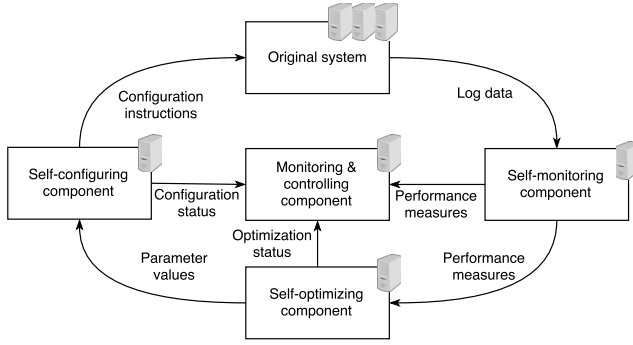 Original system
Configuration
instructions
Log data
Self-configuring
component
Monitoring &
controlling
component
Self-monitoring
component
Configuration
status
Performance
measures
Optimization
status
Parameter
values
Performance
measures
Self-optimizing
component